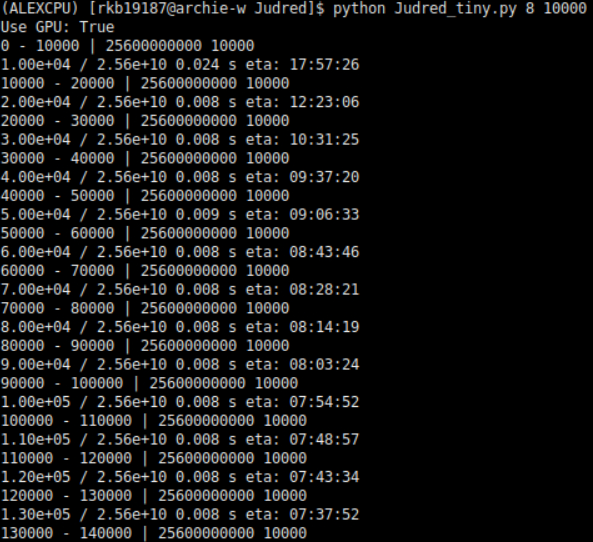 (ALEXCPU) [rkb19187@archie-w Judred]$ python Judred_tiny.py 8 10000
Use GPU: True
0 - 10000 | 25600000000 10000
1.00e+04 / 2.56e+10 0.024 s eta: 17:57:26
10000 - 20000 | 25600000000 10000
2.00e+04 / 2.56e+10 0.008 s eta: 12:23:06
20000 - 30000 | 25600000000 10000
3.00e+04 / 2.56e+10 0.008 s eta: 10:31:25
30000 - 40000 | 25600000000 10000
4.00e+04 / 2.56e+10 0.008 s eta: 09:37:20
40000 - 50000 | 25600000000 10000
5.00e+04 / 2.56e+10 0.009 s eta: 09:06:33
50000 - 60000 | 25600000000 10000
6.00e+04 / 2.56e+10 0.008 s eta: 08:43:46
60000 - 70000 | 25600000000 10000
7.00e+04 / 2.56e+10 0.008 s eta: 08:28:21
70000 - 80000 | 25600000000 10000
8.00e+04 / 2.56e+10 0.008 s eta: 08:14:19
80000 - 90000 | 25600000000 10000
9.00e+04 / 2.56e+10 0.008 s eta: 08:03:24
90000 - 100000 | 25600000000 10000
1.00e+05 / 2.56e+10 0.008 s eta: 07:54:52
100000 - 110000 | 25600000000 10000
1.10e+05 / 2.56e+10 0.008 s eta: 07:48:57
110000 - 120000 | 25600000000 10000
1.20e+05 / 2.56e+10 0.008 s eta: 07:43:34
120000 - 130000 | 25600000000 10000
1.30e+05 / 2.56e+10 0.008 s eta: 07:37:52
130000 - 140000 | 25600000000 10000